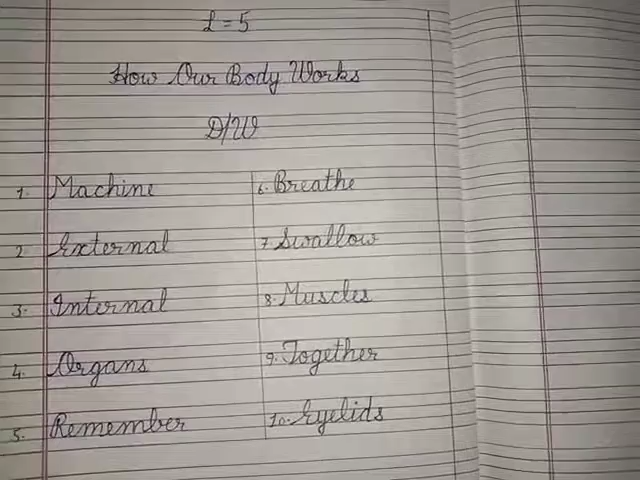 L = 5
How Our Body Works
D/W
1. Machine
2. External
3. Internal
4. Organs
5. Remember
6. Breathe
7. Swallow
8. Muscles
9. Together
10. Eyelids